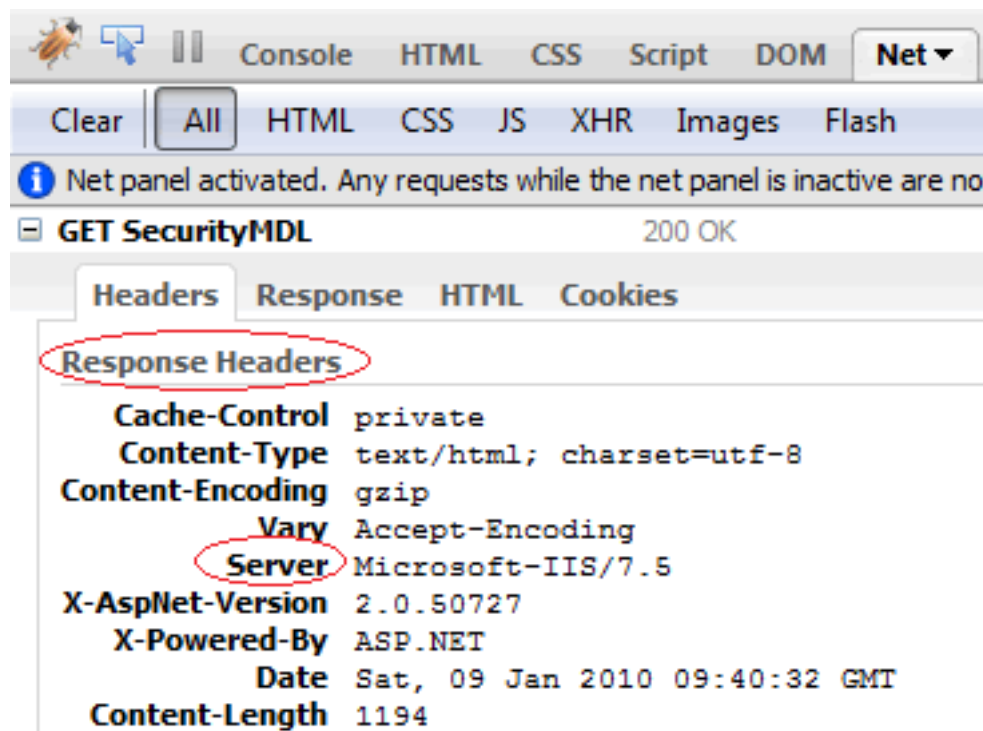 Console HTML CSS Script DOM Net
Clear All HTML CSS JS XHR Images Flash
Net panel activated. Any requests while the net panel is inactive are no
GET SecurityMDL 200 OK
Headers Response HTML Cookies
Response Headers
Cache-Control private
Content-Type text/html; charset=utf-8
Content-Encoding gzip
Vary Accept-Encoding
Server Microsoft-IIS/7.5
X-AspNet-Version 2.0.50727
X-Powered-By ASP.NET
Date Sat, 09 Jan 2010 09:40:32 GMT
Content-Length 1194